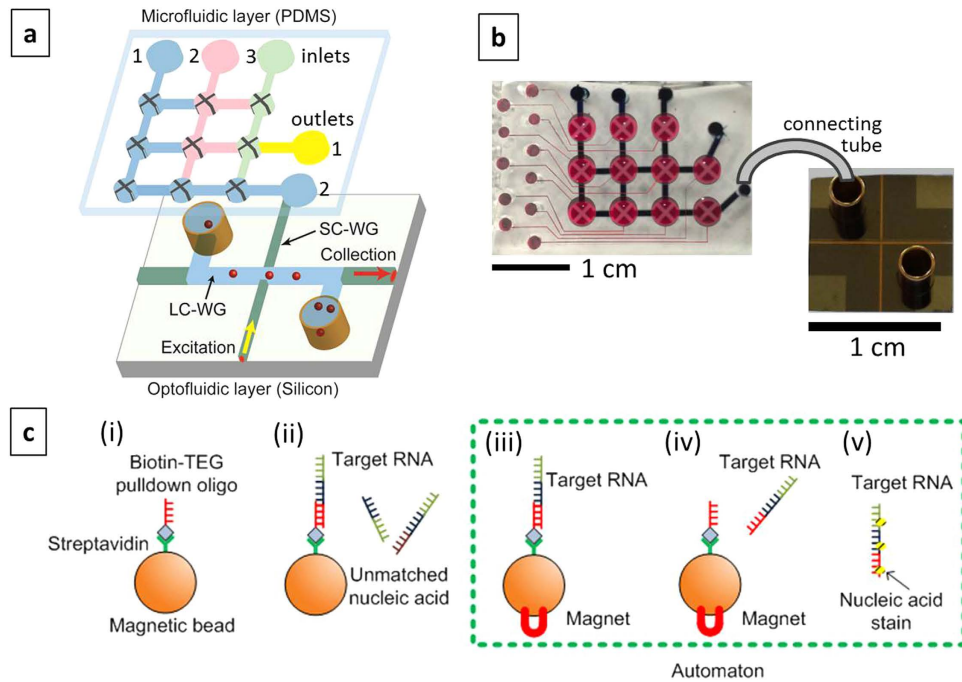 a
Microfluidic layer (PDMS)
1
2
3
inlets
outlets
1
2
SC-WG
Collection
LC-WG
Excitation
Optofluidic layer (Silicon)
b
connecting
tube
1 cm
1 cm
c
(i)
Biotin-TEG
pulldown oligo
Streptavidin
Magnetic bead
(ii)
Target RNA
Unmatched
nucleic acid
(iii)
Target RNA
Magnet
(iv)
Target RNA
Magnet
(v)
Target RNA
Nucleic acid
stain
Automaton